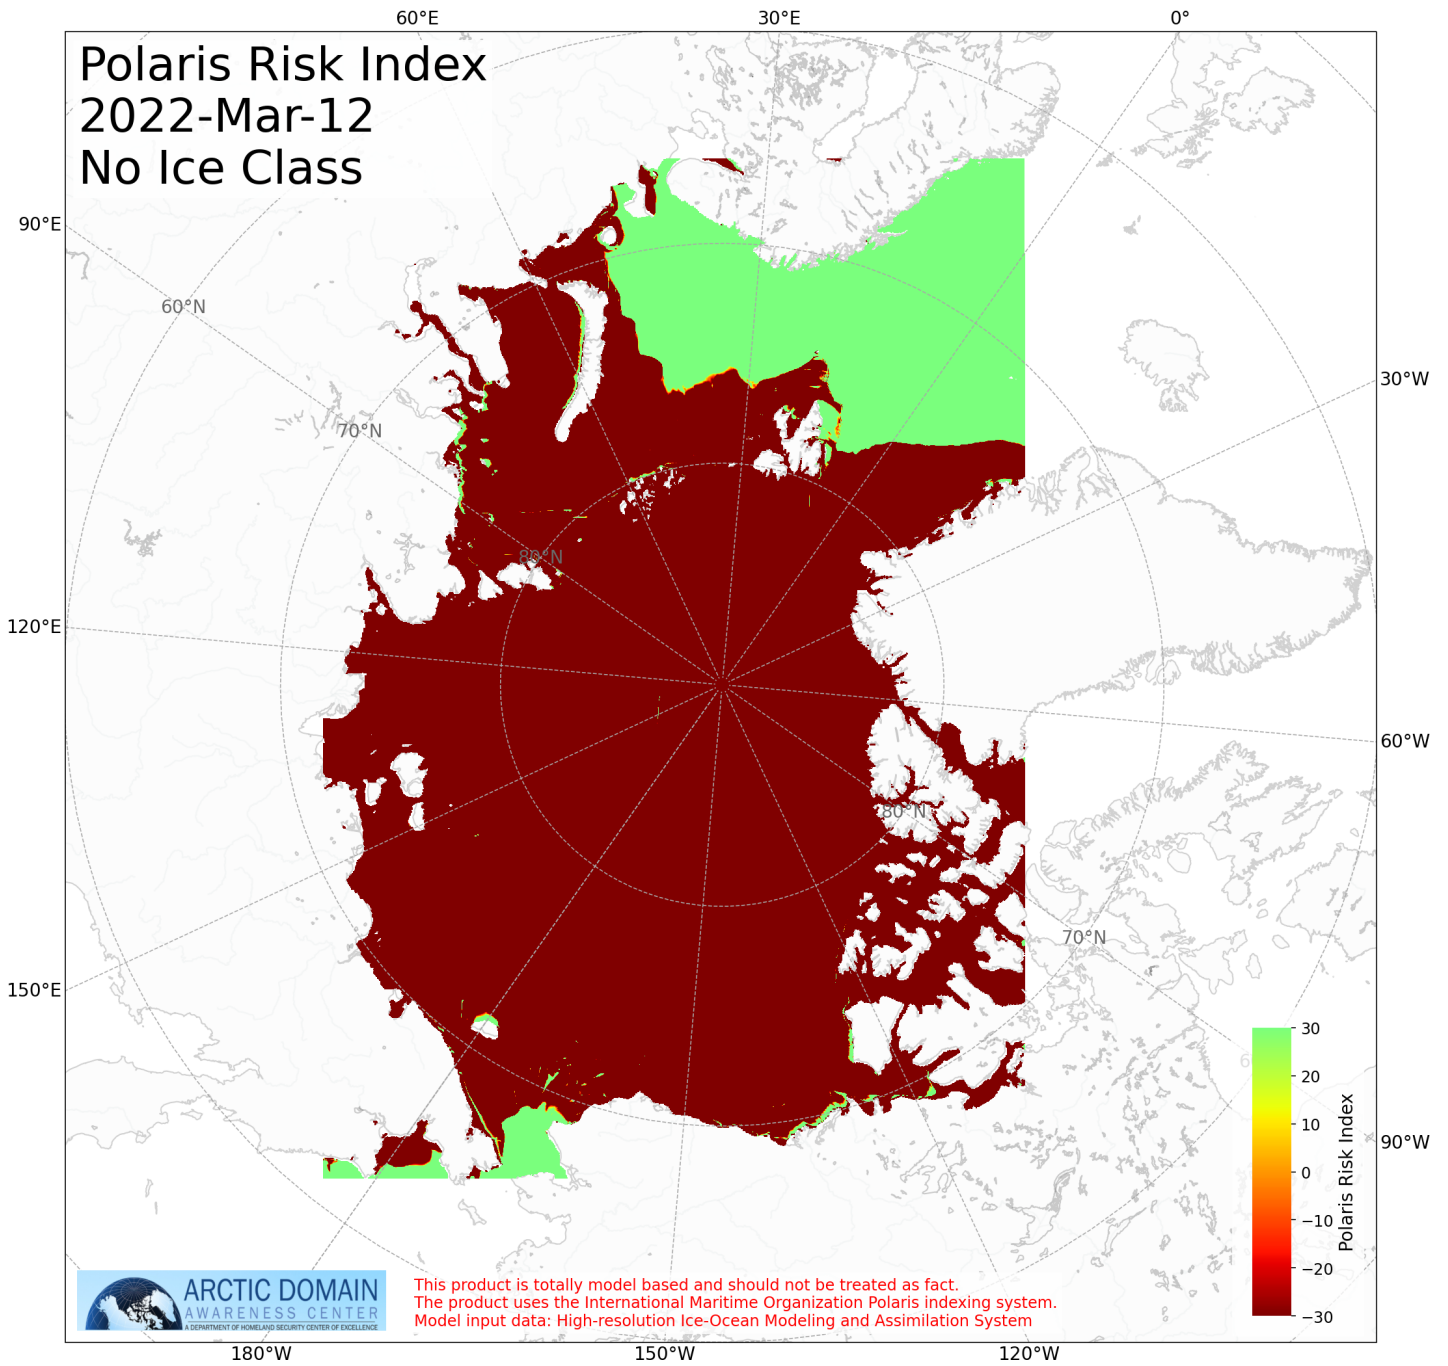 60°E 30°E 0°
Polaris Risk Index
2022-Mar-12
No Ice Class
90°E
60°N
30°W
70°N
80°N
120°E
60°W
80°N
70°N
150°E
30
20
10
0
−10
−20
−30
Polaris Risk Index
90°W
ARCTIC DOMAIN
AWARENESS CENTER
A DEPARTMENT OF HOMELAND SECURITY CENTER OF EXCELLENCE
This product is totally model based and should not be treated as fact.
The product uses the International Maritime Organization Polaris indexing system.
Model input data: High-resolution Ice-Ocean Modeling and Assimilation System
180°W 150°W 120°W